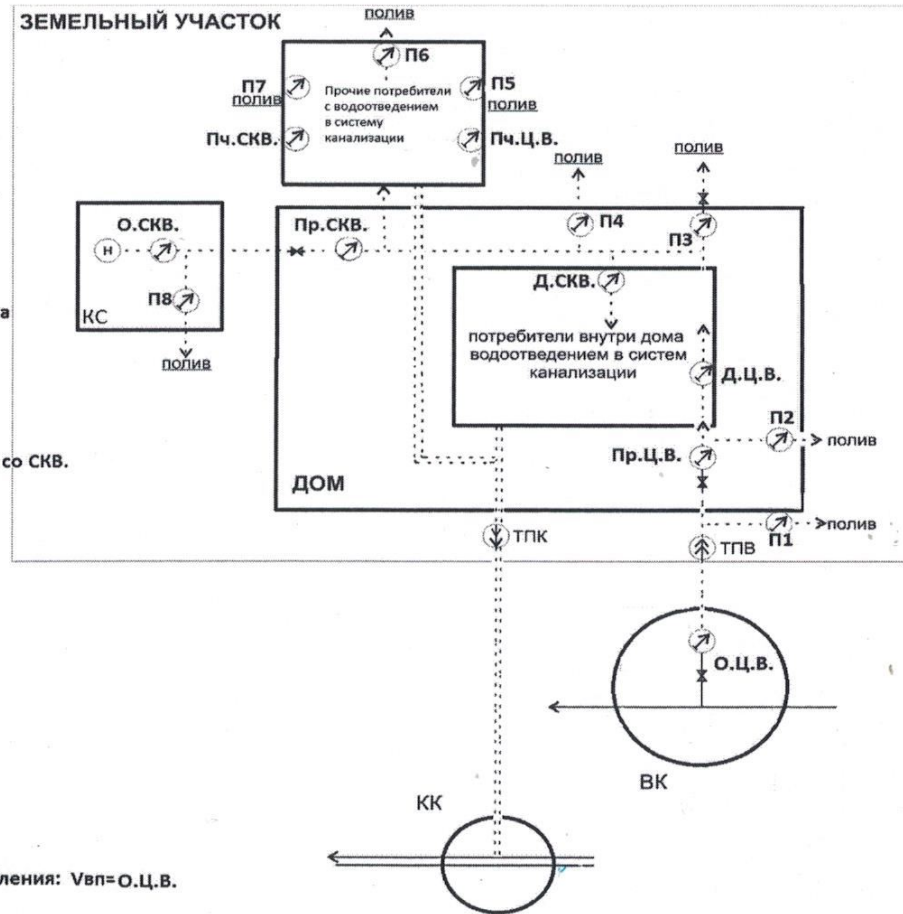 ЗЕМЕЛЬНЫЙ УЧАСТОК
полив
П6
П7
полив
П5
полив
Прочие потребители
с водоотведением
в систему
канализации
Пч.СКВ.
Пч.Ц.В.
полив
полив
О.СКВ.
Пр.СКВ.
П4
П3
Н
Д.СКВ.
П8
КС
а
полив
потребители внутри дома
водоотведением в систем
канализации
Д.Ц.В.
П2
полив
Пр.Ц.В.
со СКВ.
ДОМ
П1
полив
ТПК
ТПВ
О.Ц.В.
ВК
КК
ления: Vвп=О.Ц.В.